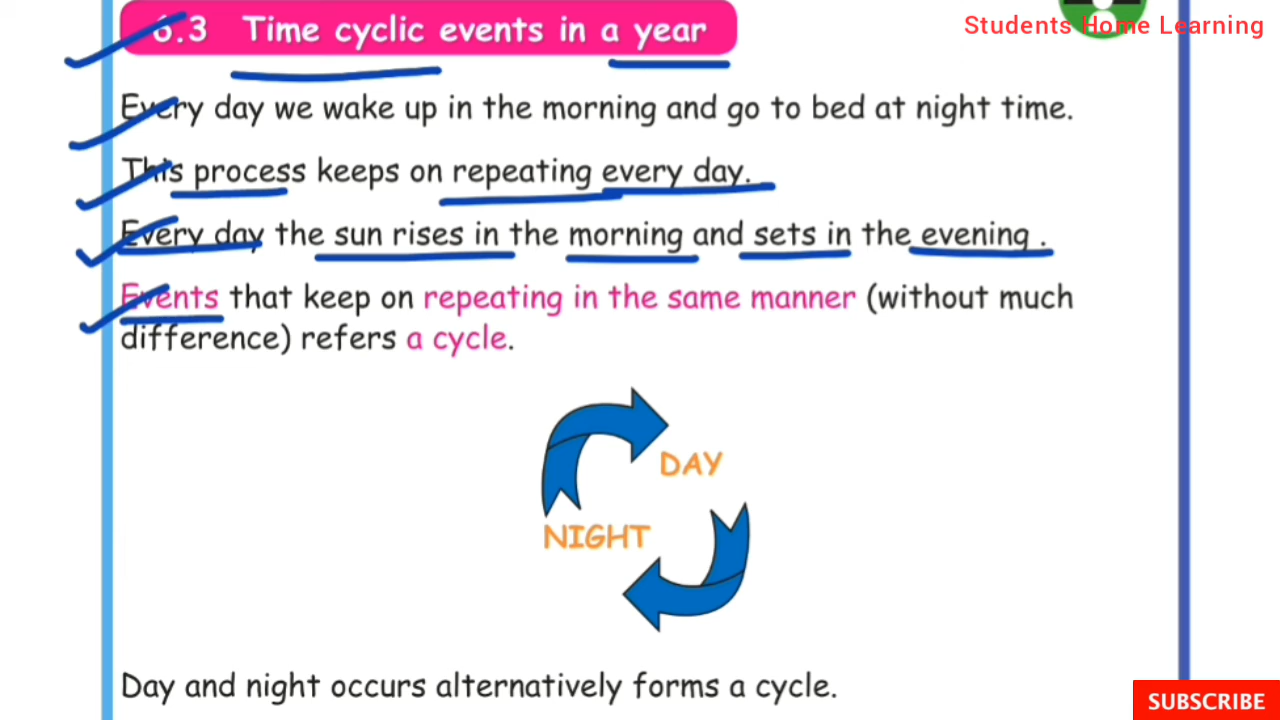 6.3 Time cyclic events in a year
Students Home Learning
Every day we wake up in the morning and go to bed at night time.
This process keeps on repeating every day.
Every day the sun rises in the morning and sets in the evening .
Events that keep on repeating in the same manner (without much
difference) refers a cycle.
DAY
NIGHT
Day and night occurs alternatively forms a cycle.
SUBSCRIBE